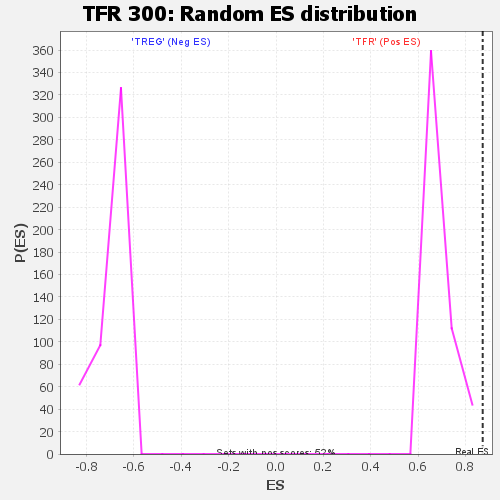 TFR 300: Random ES distribution
'TREG' (Neg ES) 'TFR' (Pos ES)
360
340
320
300
280
260
240
220
200
180
160
140
120
100
80
60
40
20
0
P(ES)
Sets with pos scores: 52%
Real ES
-0.8 -0.6 -0.4 -0.2 0.0 0.2 0.4 0.6 0.8
ES